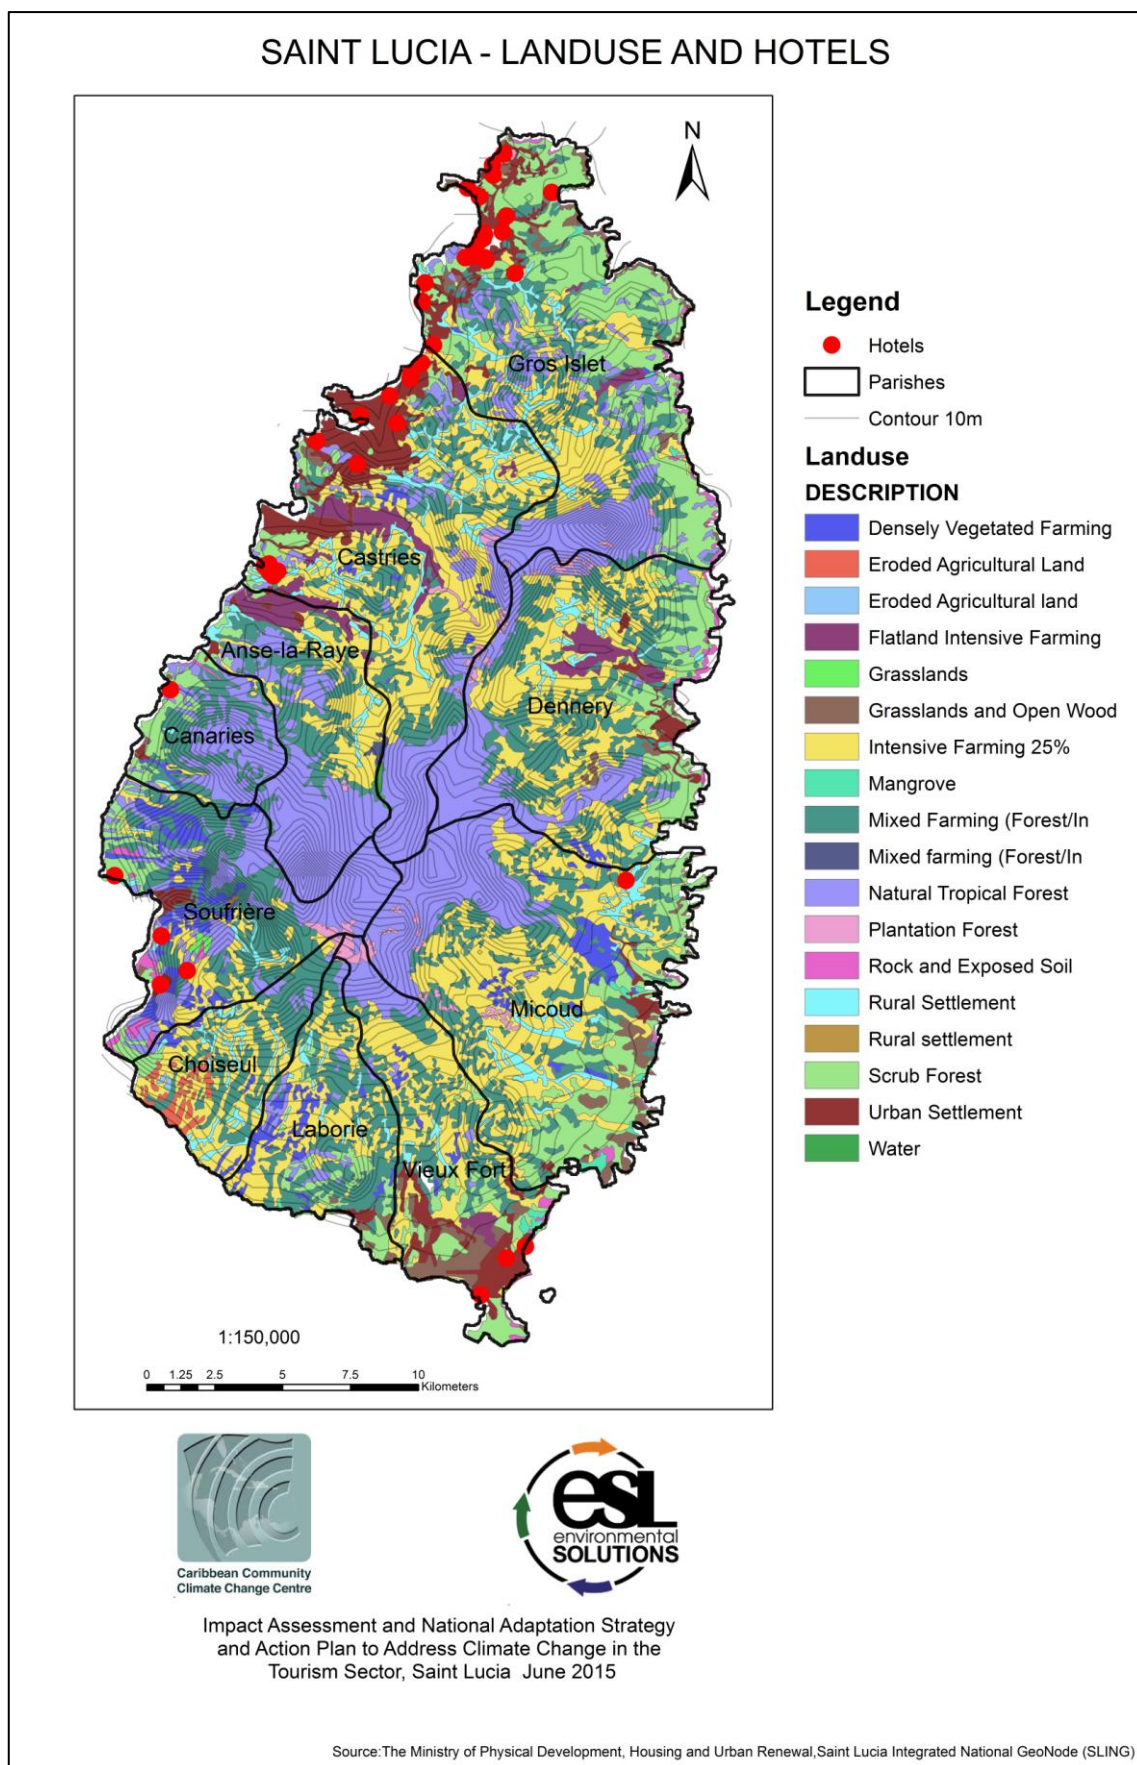 SAINT LUCIA - LANDUSE AND HOTELS
N
Gros Islet
Castries
Anse-la-Raye
Dennery
Canaries
Soufrière
Micoud
Choiseul
Laborie
Vieux Fort
1:150,000
0 1.25 2.5 5 7.5 10
Kilometers
Legend
Hotels
Parishes
Contour 10m
Landuse
DESCRIPTION
Densely Vegetated Farming
Eroded Agricultural Land
Eroded Agricultural land
Flatland Intensive Farming
Grasslands
Grasslands and Open Wood
Intensive Farming 25%
Mangrove
Mixed Farming (Forest/In
Mixed farming (Forest/In
Natural Tropical Forest
Plantation Forest
Rock and Exposed Soil
Rural Settlement
Rural settlement
Scrub Forest
Urban Settlement
Water
Caribbean Community
Climate Change Centre
esl
environmental
SOLUTIONS
Impact Assessment and National Adaptation Strategy
and Action Plan to Address Climate Change in the
Tourism Sector, Saint Lucia June 2015
Source:The Ministry of Physical Development, Housing and Urban Renewal,Saint Lucia Integrated National GeoNode (SLING)